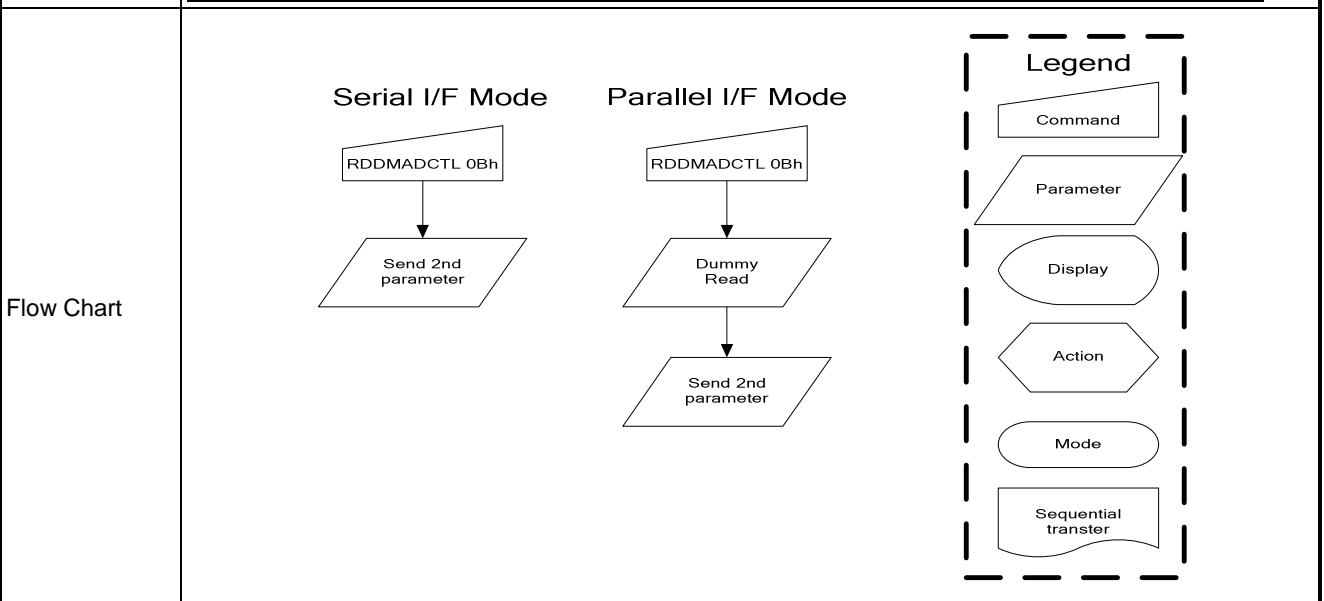 Flow Chart
Serial I/F Mode
RDDMADCTL 0Bh
Send 2nd
parameter
Parallel I/F Mode
RDDMADCTL 0Bh
Dummy
Read
Send 2nd
parameter
Legend
Command
Parameter
Display
Action
Mode
Sequential
transter